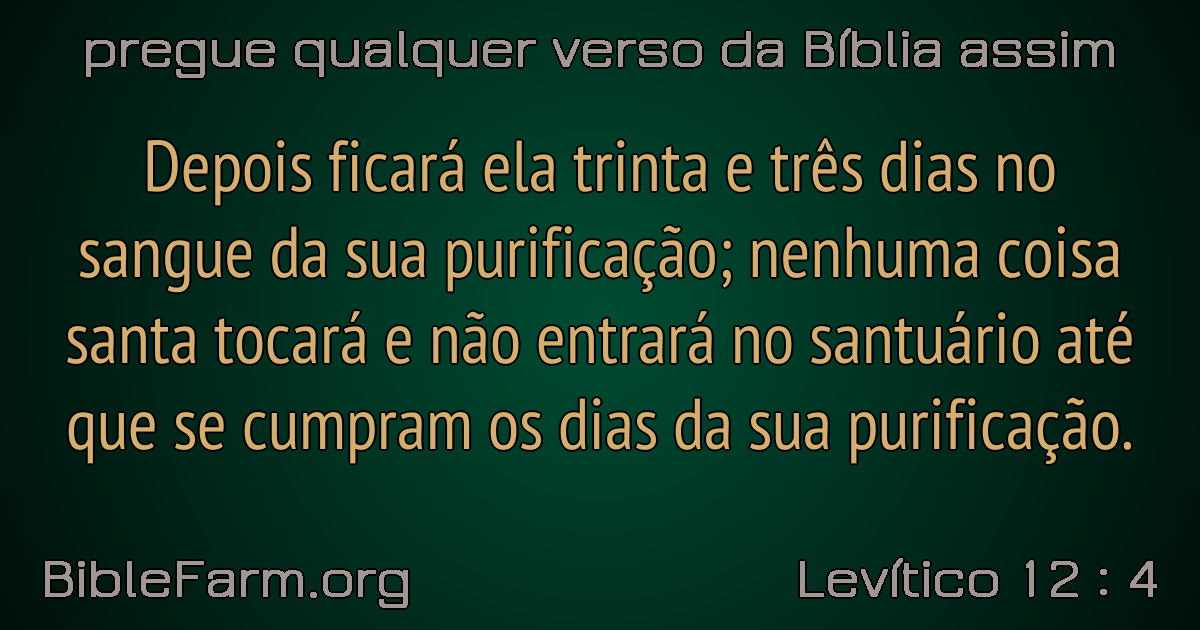 pregue qualquer verso da Bíblia assim
Depois ficará ela trinta e três dias no
sangue da sua purificação; nenhuma coisa
santa tocará e não entrará no santuário até
que se cumpram os dias da sua purificação.
BibleFarm.org
Levítico 12 : 4